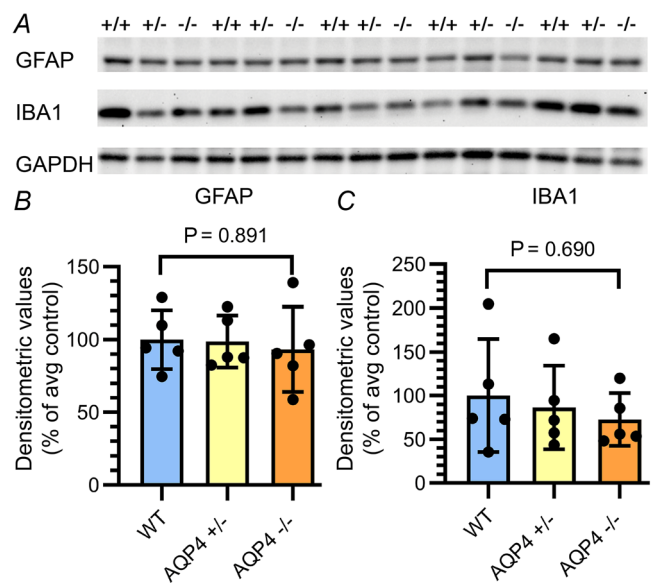 A +/+ +/- -/- +/+ +/- -/- +/+ +/- -/- +/+ +/- -/- +/+ +/- -/-
GFAP
IBA1
GAPDH
B GFAP
P = 0.891
Densitometric values
(% of avg control)
150
100
50
0
WT
AQP4 +/-
AQP4 -/-
C IBA1
P = 0.690
Densitometric values
(% of avg control)
250
200
150
100
50
0
WT
AQP4 +/-
AQP4 -/-